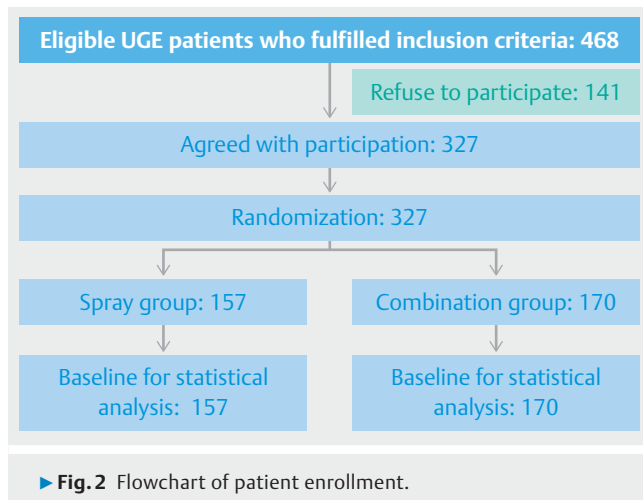 Eligible UGE patients who fulfilled inclusion criteria: 468
Refuse to participate: 141
Agreed with participation: 327
Randomization: 327
Spray group: 157
Combination group: 170
Baseline for statistical
analysis: 157
Baseline for statistical
analysis: 170
▶ Fig. 2 Flowchart of patient enrollment.